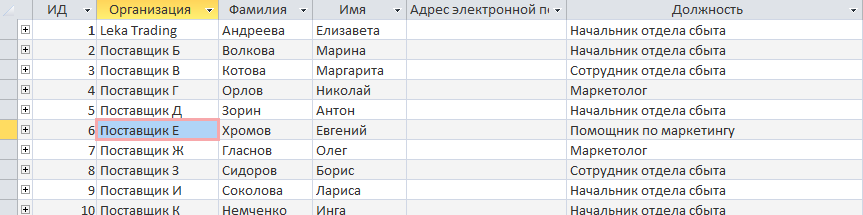 ИД Организация Фамилия Имя Адрес электронной по Должность
1 Leka Trading Андреева Елизавета Начальник отдела сбыта
2 Поставщик Б Волкова Марина Начальник отдела сбыта
3 Поставщик В Котова Маргарита Сотрудник отдела сбыта
4 Поставщик Г Орлов Николай Маркетолог
5 Поставщик Д Зорин Антон Начальник отдела сбыта
6 Поставщик Е Хромов Евгений Помощник по маркетингу
7 Поставщик Ж Гласнов Олег Маркетолог
8 Поставщик З Сидоров Борис Сотрудник отдела сбыта
9 Поставщик И Соколова Лариса Начальник отдела сбыта
10 Поставщик К Немченко Инга Начальник отдела сбыта